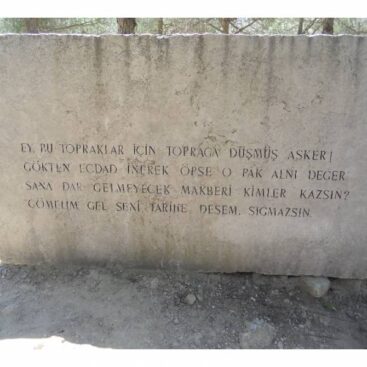 EY, BU TOPRAKLAR İÇİN TOPRAĞA DÜŞMÜŞ ASKER!
GÖKTEN ECDAD İNEREK ÖPSE O PAK ALNI DEĞER.
SANA DAR GELMEYECEK MAKBERİ KİMLER KAZSIN?
GÖMELİM GEL SENİ TARİHE, DESEM, SIĞMAZSIN.